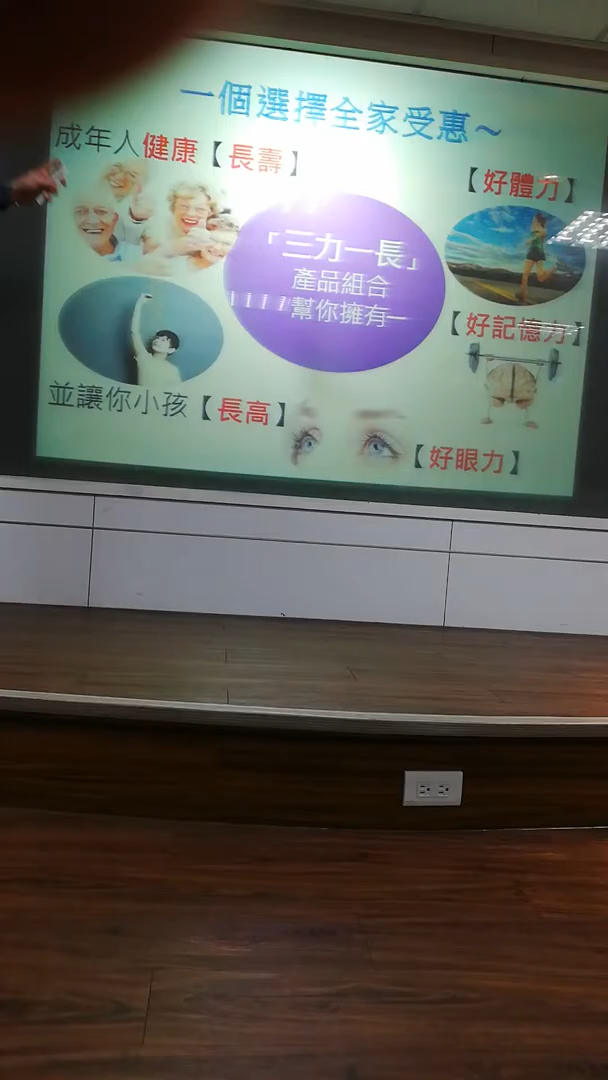 一個選擇全家受惠～
成年人健康【長壽】
【好體力】
「三力一長」
產品組合
幫你擁有
【好記憶力】
並讓你小孩【長高】
【好眼力】